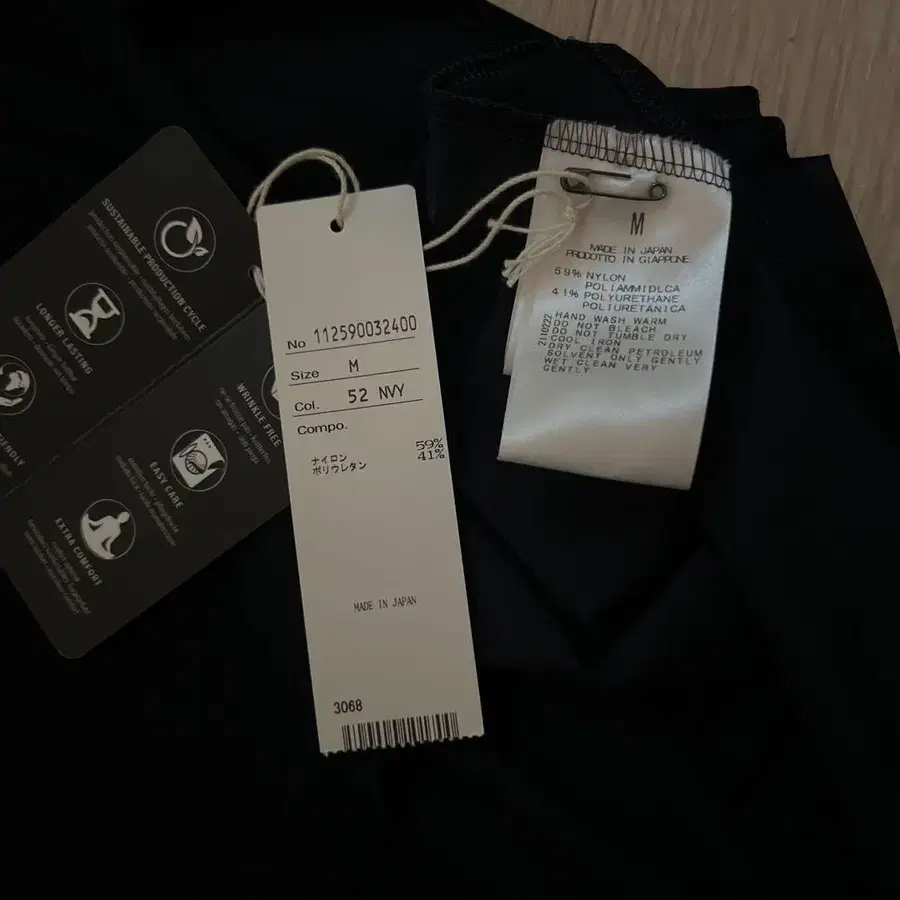 SUSTAINABLE PRODUCTION CYCLE
LONGER LASTING
WRINKLE FREE
EASY CARE
EXTRA COMFORT
No 112590032400
Size M
Col. 52 NVY
Compo.
ナイロン 59%
ポリウレタン 41%
MADE IN JAPAN
3068
M
MADE IN JAPAN
PRODOTTO IN GIAPPONE
59% NYLON
POLIAMMIDICA
41% POLYURETHANE
POLIURETANICA
2110222
HAND WASH WARM
DO NOT BLEACH
DO NOT TUMBLE DRY
COOL IRON
DRY CLEAN PETROLEUM
SOLVENT ONLY GENTLY
WET CLEAN VERY
GENTLY